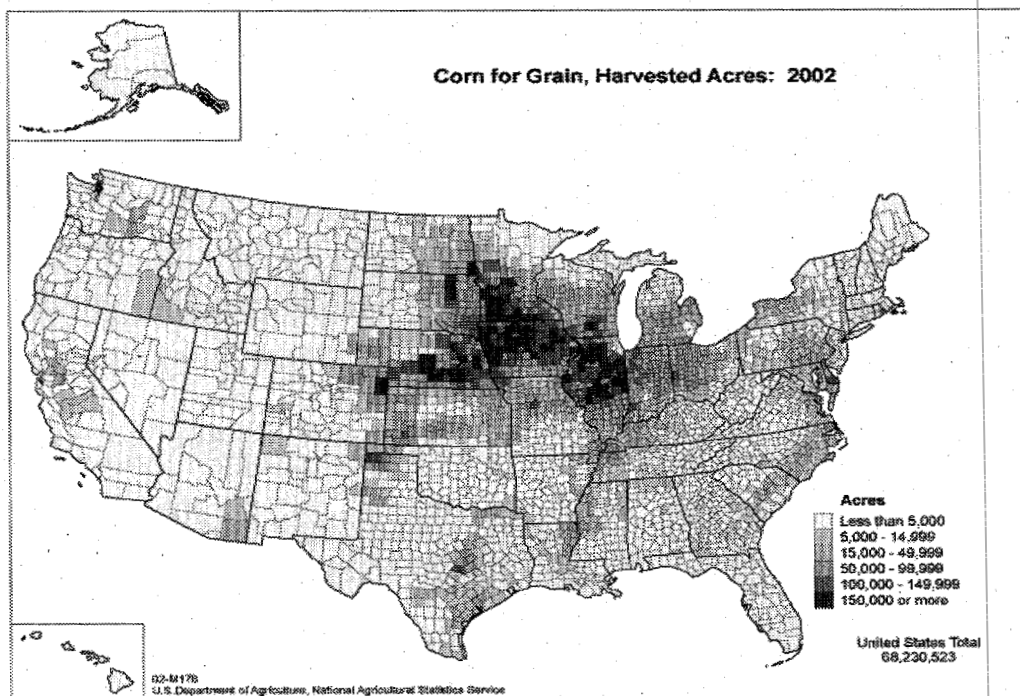 Corn for Grain, Harvested Acres: 2002
Acres
Less than 5,000
5,000 - 14,999
15,000 - 49,999
50,000 - 99,999
100,000 - 149,999
150,000 or more
United States Total
68,230,523
02-M176
U.S. Department of Agriculture, National Agricultural Statistics Service